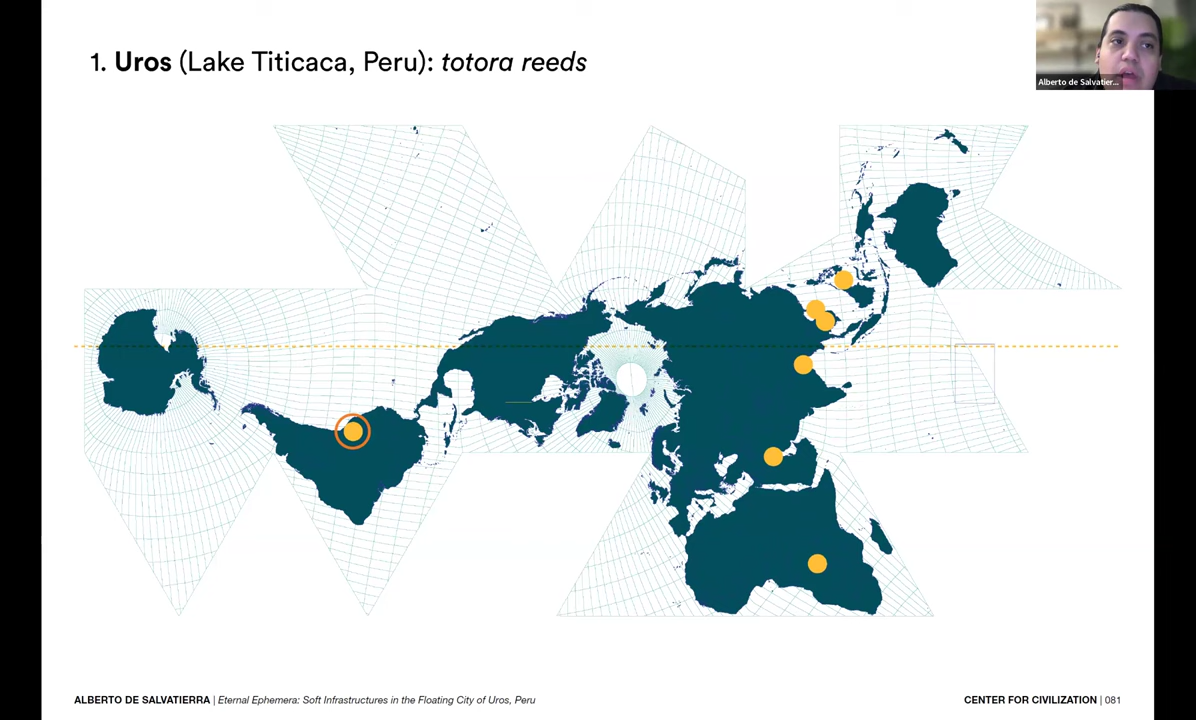 1. Uros (Lake Titicaca, Peru): totora reeds
Alberto de Salvatier...
ALBERTO DE SALVATIERRA | Eternal Ephemera: Soft Infrastructures in the Floating City of Uros, Peru
CENTER FOR CIVILIZATION | 081